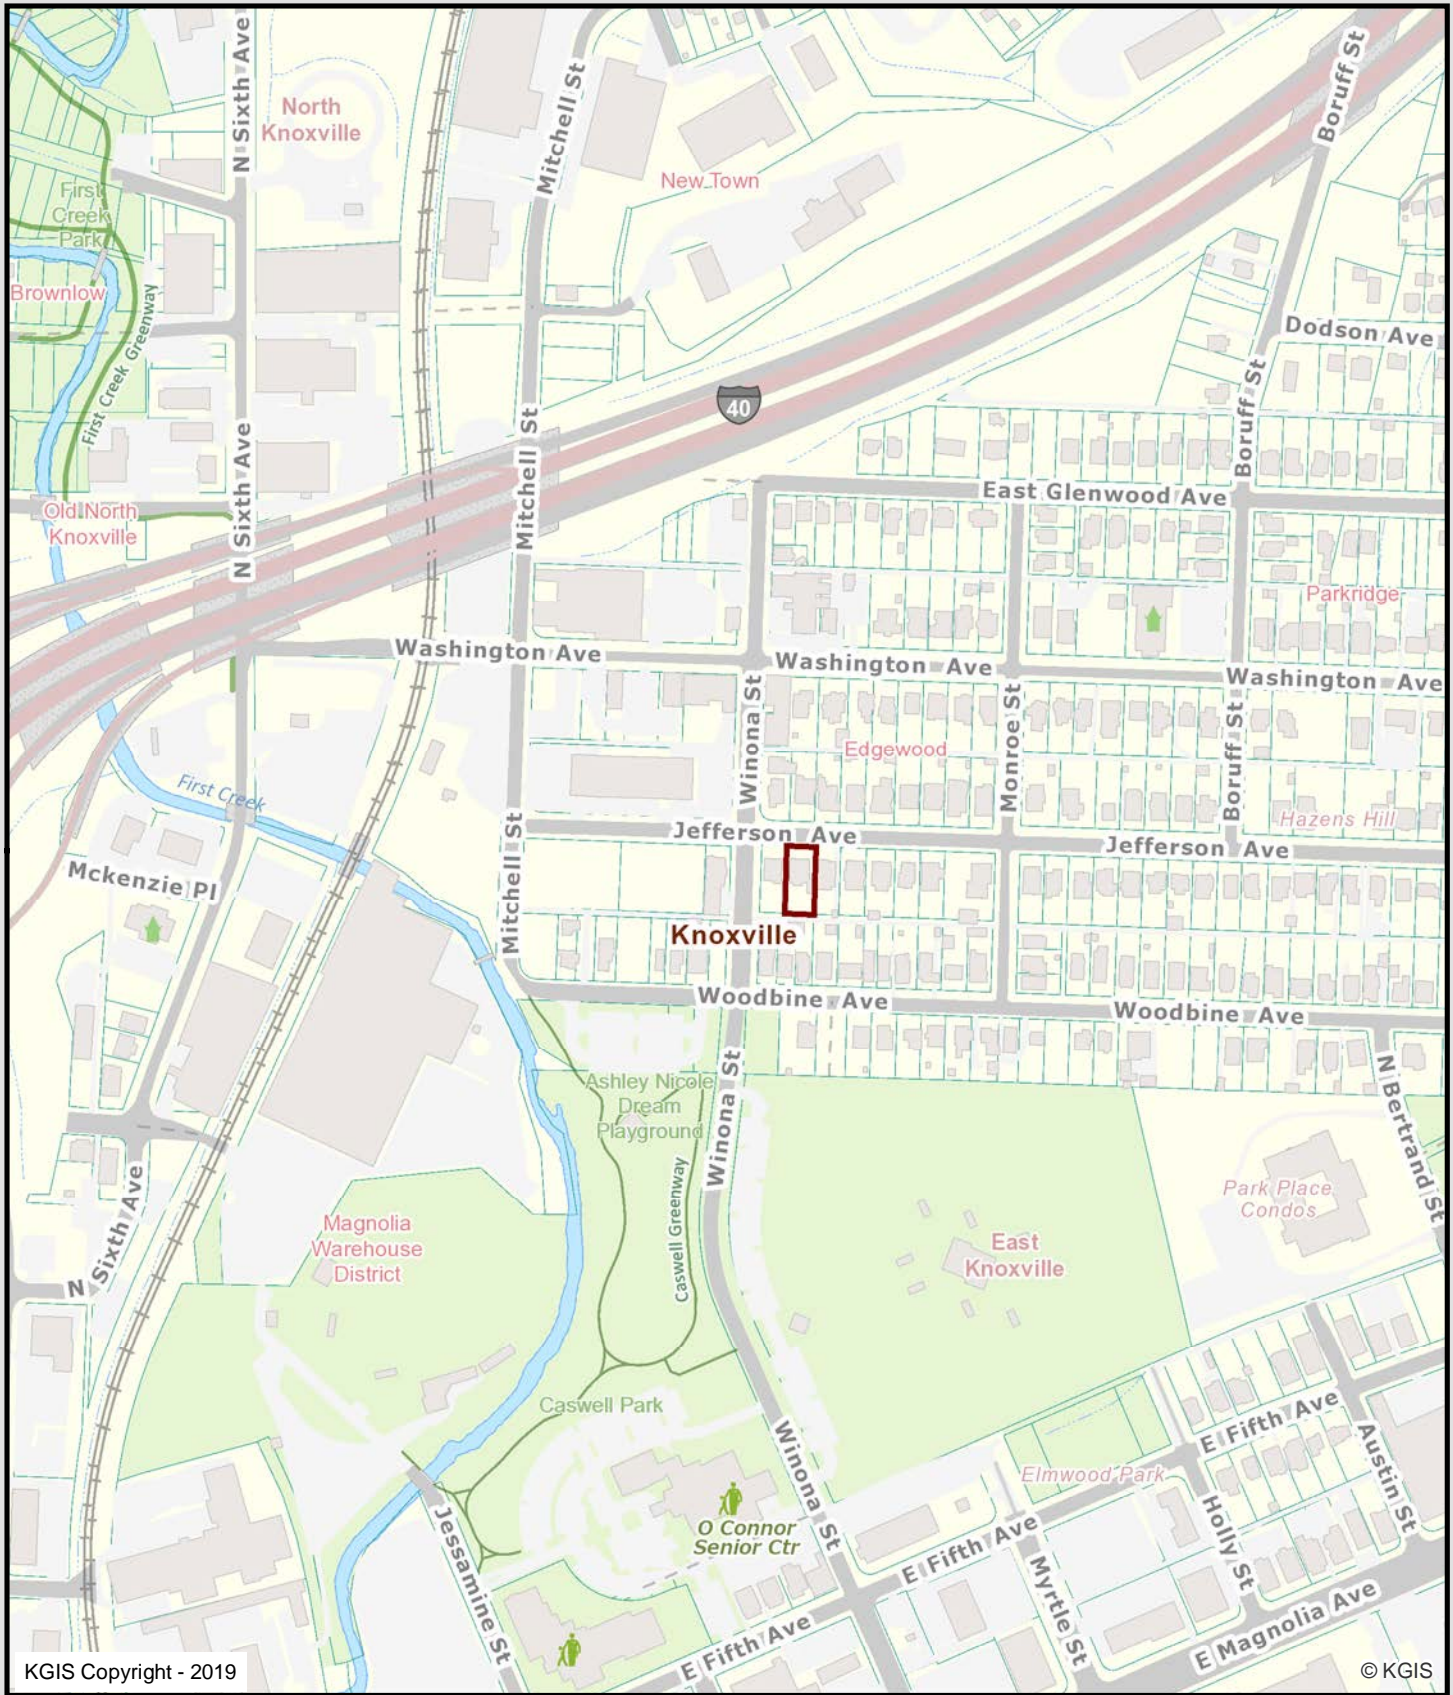 N Sixth Ave
Mitchell St
Boruff St
North
Knoxville
New Town
First
Creek
Park
Brownlow
First Creek Greenway
Dodson Ave
40
N Sixth Ave
Mitchell St
Boruff St
East Glenwood Ave
Old North
Knoxville
Parkridge
Washington Ave
Washington Ave
Washington Ave
Winona St
Monroe St
Boruff St
Edgewood
First Creek
Hazens Hill
Mitchell St
Jefferson Ave
Jefferson Ave
Mckenzie Pl
Knoxville
Woodbine Ave
Woodbine Ave
N Bertrand St
Ashley Nicole
Dream
Playground
Winona St
Caswell Greenway
N Sixth Ave
Park Place
Condos
Magnolia
Warehouse
District
East
Knoxville
Caswell Park
Winona St
E Fifth Ave
Austin St
Elmwood Park
O Connor
Senior Ctr
Holly St
E Fifth Ave
Jessamine St
Myrtle St
E Magnolia Ave
E Fifth Ave
KGIS Copyright - 2019
© KGIS